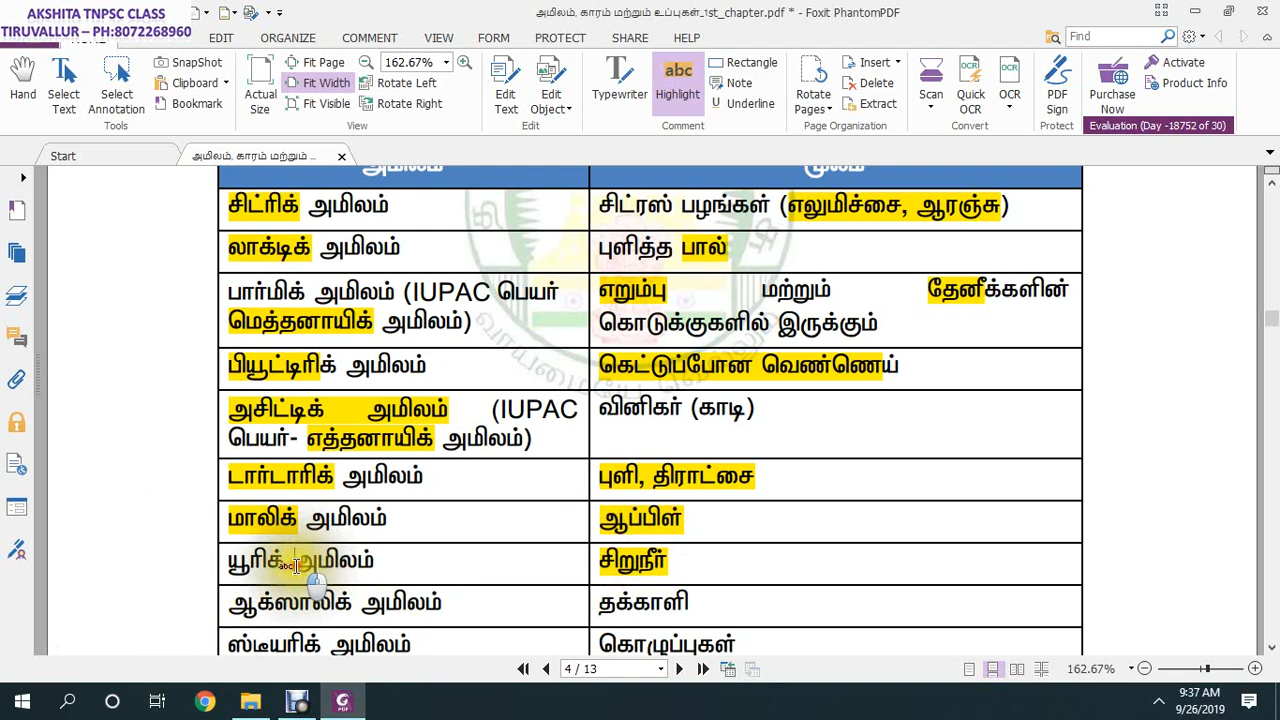 AKSHITA TNPSC CLASS
TIRUVALLUR – PH:8072268960
அமிலம், காரம் மற்றும் உப்புகள்_1st_chapter.pdf * - Foxit PhantomPDF
EDIT ORGANIZE COMMENT VIEW FORM PROTECT SHARE HELP Find
Hand Select Text Select Annotation SnapShot Clipboard Bookmark Tools
Actual Size Fit Page Fit Width Fit Visible 162.67% Rotate Left Rotate Right View
Edit Text Edit Object Edit
Typewriter abc Highlight Rectangle Note Underline Comment
Rotate Pages Insert Delete Extract Page Organization
Scan Quick OCR OCR Convert
PDF Sign Protect
Purchase Now Activate Product Info
Evaluation (Day -18752 of 30)
Start அமிலம், காரம் மற்றும் ...
அமிலம் மூலம்
சிட்ரிக் அமிலம் சிட்ரஸ் பழங்கள் (எலுமிச்சை, ஆரஞ்சு)
லாக்டிக் அமிலம் புளித்த பால்
பார்மிக் அமிலம் (IUPAC பெயர்
மெத்தனாயிக் அமிலம்)
எறும்பு மற்றும் தேனீக்களின்
கொடுக்குகளில் இருக்கும்
பியூட்டிரிக் அமிலம் கெட்டுப்போன வெண்ணெய்
அசிட்டிக் அமிலம் (IUPAC
பெயர்- எத்தனாயிக் அமிலம்)
வினிகர் (காடி)
டார்டாரிக் அமிலம் புளி, திராட்சை
மாலிக் அமிலம் ஆப்பிள்
யூரிக் அமிலம் சிறுநீர்
ஆக்ஸாலிக் அமிலம் தக்காளி
ஸ்டீயரிக் அமிலம் கொழுப்புகள்
4 / 13 162.67%
9:37 AM
9/26/2019